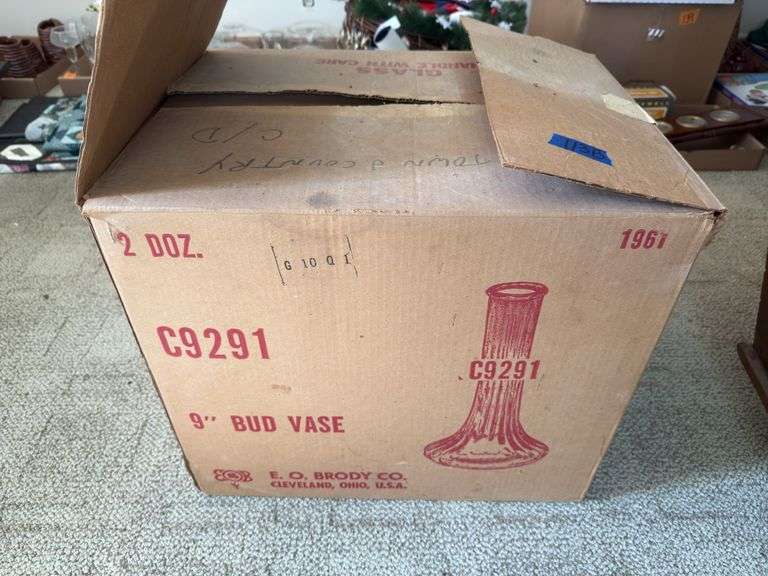 GLASS
HANDLE WITH CARE
TOWN & COUNTRY
C/D
2 DOZ.
G 10 Q 1
1961
C9291
C9291
9" BUD VASE
E. O. BRODY CO.
CLEVELAND, OHIO, U.S.A.